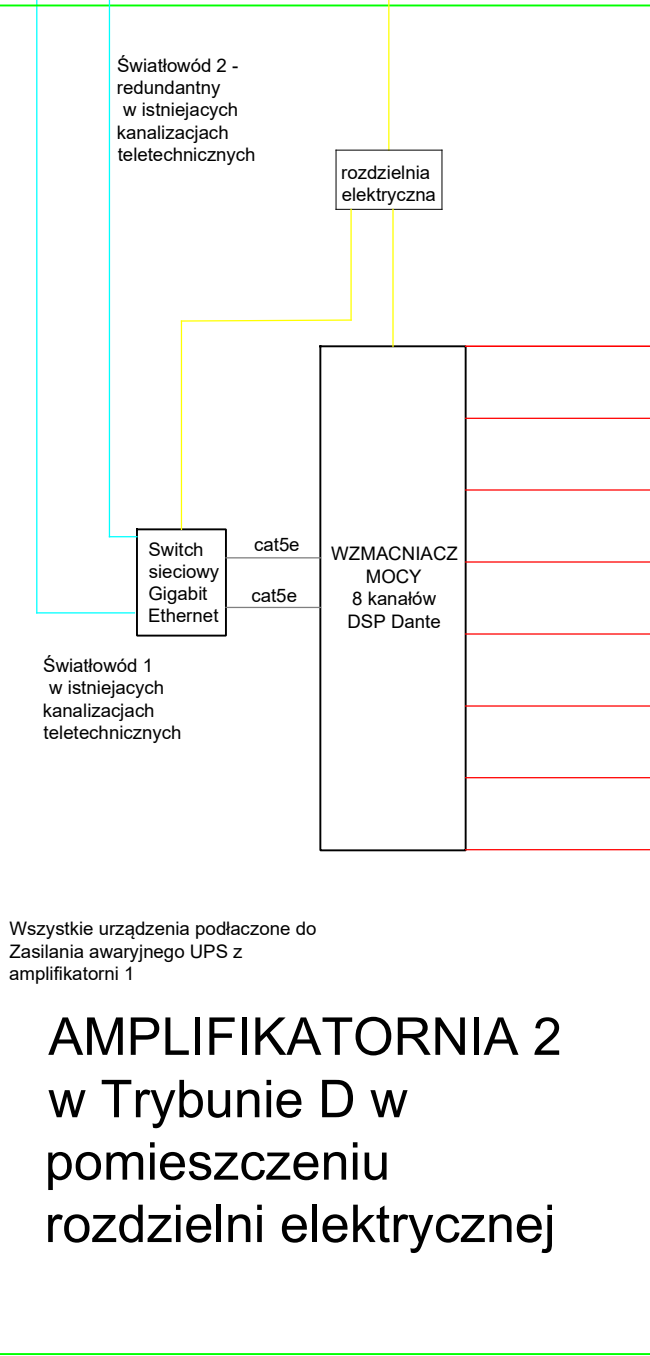 Światłowód 2 -
redundantny
w istniejacych
kanalizacjach
teletechnicznych
rozdzielnia
elektryczna
Switch
sieciowy
Gigabit
Ethernet
cat5e
cat5e
WZMACNIACZ
MOCY
8 kanałów
DSP Dante
Światłowód 1
w istniejacych
kanalizacjach
teletechnicznych
Wszystkie urządzenia podłaczone do
Zasilania awaryjnego UPS z
amplifikatorni 1
AMPLIFIKATORNIA 2
w Trybunie D w
pomieszczeniu
rozdzielni elektrycznej